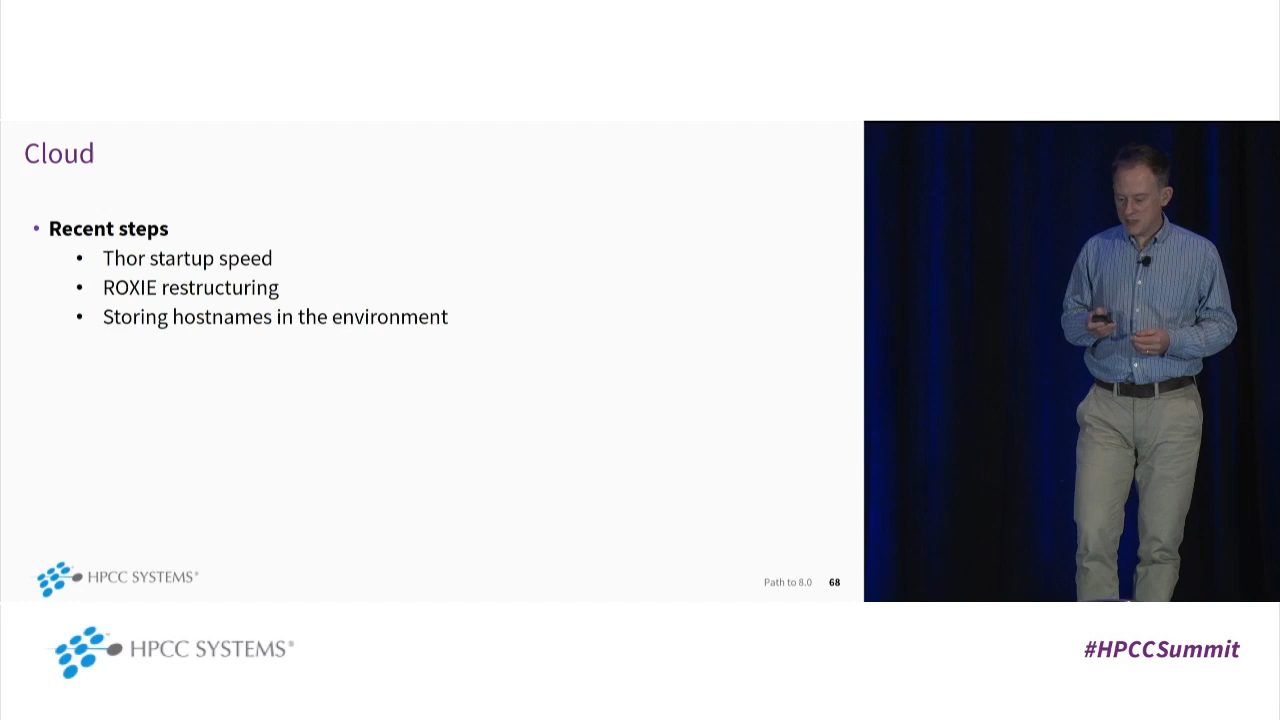 Cloud
• Recent steps
• Thor startup speed
• ROXIE restructuring
• Storing hostnames in the environment
HPCC SYSTEMS®
Path to 8.0 68
HPCC SYSTEMS®
#HPCCSummit